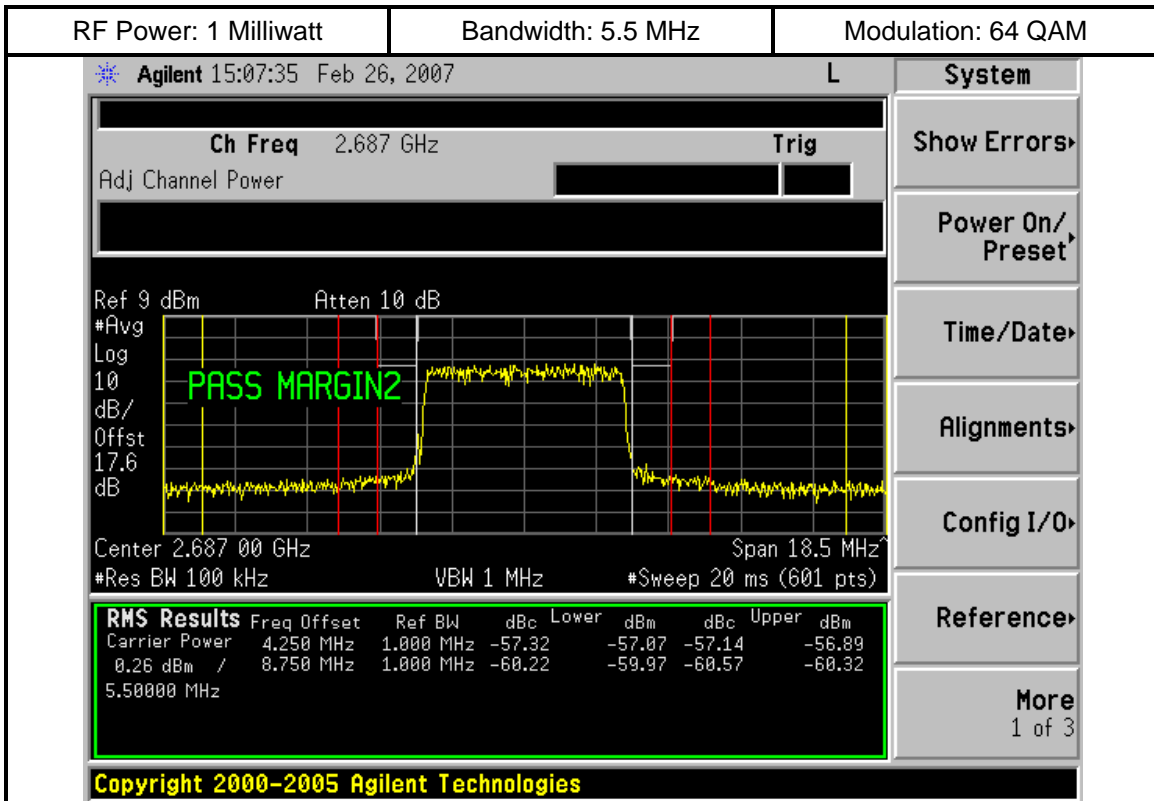 RF Power: 1 Milliwatt Bandwidth: 5.5 MHz Modulation: 64 QAM
Agilent 15:07:35 Feb 26, 2007 L System
Ch Freq 2.687 GHz Trig
Adj Channel Power
Show Errors
Power On/
Preset
Ref 9 dBm Atten 10 dB
#Avg
Log
10
dB/
Offst
17.6
dB
PASS MARGIN2
Time/Date
Alignments
Config I/O
Center 2.687 00 GHz Span 18.5 MHz^
#Res BW 100 kHz VBW 1 MHz #Sweep 20 ms (601 pts)
RMS Results Freq Offset Ref BW dBc Lower dBm dBc Upper dBm
Carrier Power 4.250 MHz 1.000 MHz -57.32 -57.07 -57.14 -56.89
0.26 dBm / 8.750 MHz 1.000 MHz -60.22 -59.97 -60.57 -60.32
5.50000 MHz
Reference
More
1 of 3
Copyright 2000-2005 Agilent Technologies